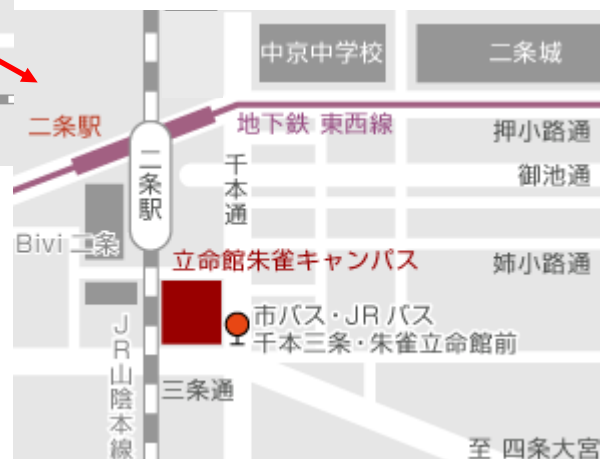 中京中学校
二条城
二条駅
地下鉄 東西線
押小路通
二条駅
千本通
御池通
Bivi 二条
立命館朱雀キャンパス
姉小路通
市バス・JR バス
千本三条・朱雀立命館前
JR山陰本線
三条通
至 四条大宮